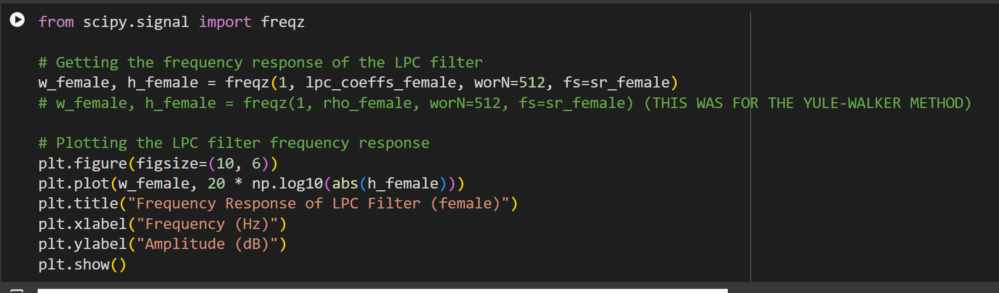 from scipy.signal import freqz
# Getting the frequency response of the LPC filter
w_female, h_female = freqz(1, lpc_coeffs_female, worN=512, fs=sr_female)
# w_female, h_female = freqz(1, rho_female, worN=512, fs=sr_female) (THIS WAS FOR THE YULE-WALKER METHOD)
# Plotting the LPC filter frequency response
plt.figure(figsize=(10, 6))
plt.plot(w_female, 20 * np.log10(abs(h_female)))
plt.title("Frequency Response of LPC Filter (female)")
plt.xlabel("Frequency (Hz)")
plt.ylabel("Amplitude (dB)")
plt.show()